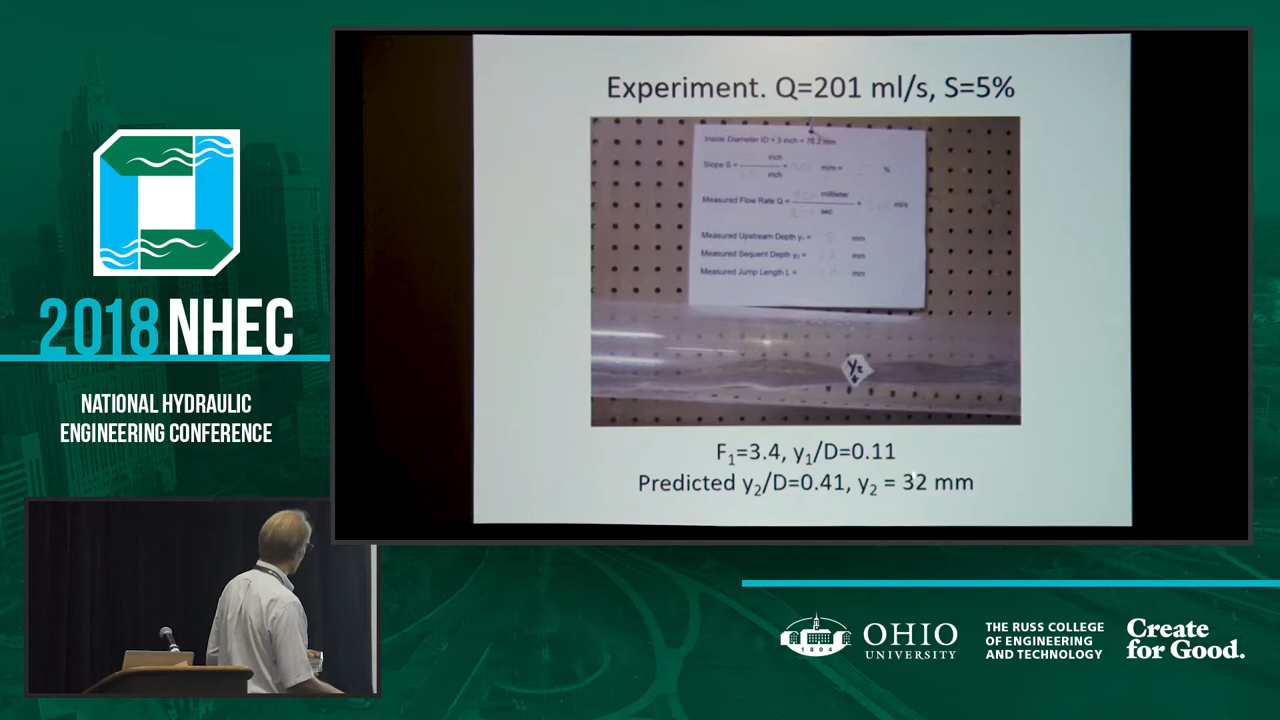 2018 NHEC
NATIONAL HYDRAULIC
ENGINEERING CONFERENCE
Experiment. Q=201 ml/s, S=5%
Inside Diameter ID = 3 inch = 76.2 mm
inch
Slope S = = m/m = %
inch
milliliter
Measured Flow Rate Q = = ml/s
sec
Measured Upstream Depth y₁ = mm
Measured Sequent Depth y₂ = mm
Measured Jump Length L = mm
Y₂
F₁=3.4, y₁/D=0.11
Predicted y₂/D=0.41, y₂ = 32 mm
1804
OHIO
UNIVERSITY
THE RUSS COLLEGE
OF ENGINEERING
AND TECHNOLOGY
Create
for Good.